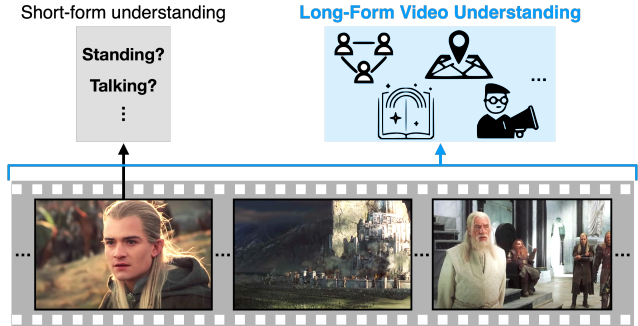 Short-form understanding
Long-Form Video Understanding
Standing?
Talking?
⋮
...
... ... ... ...